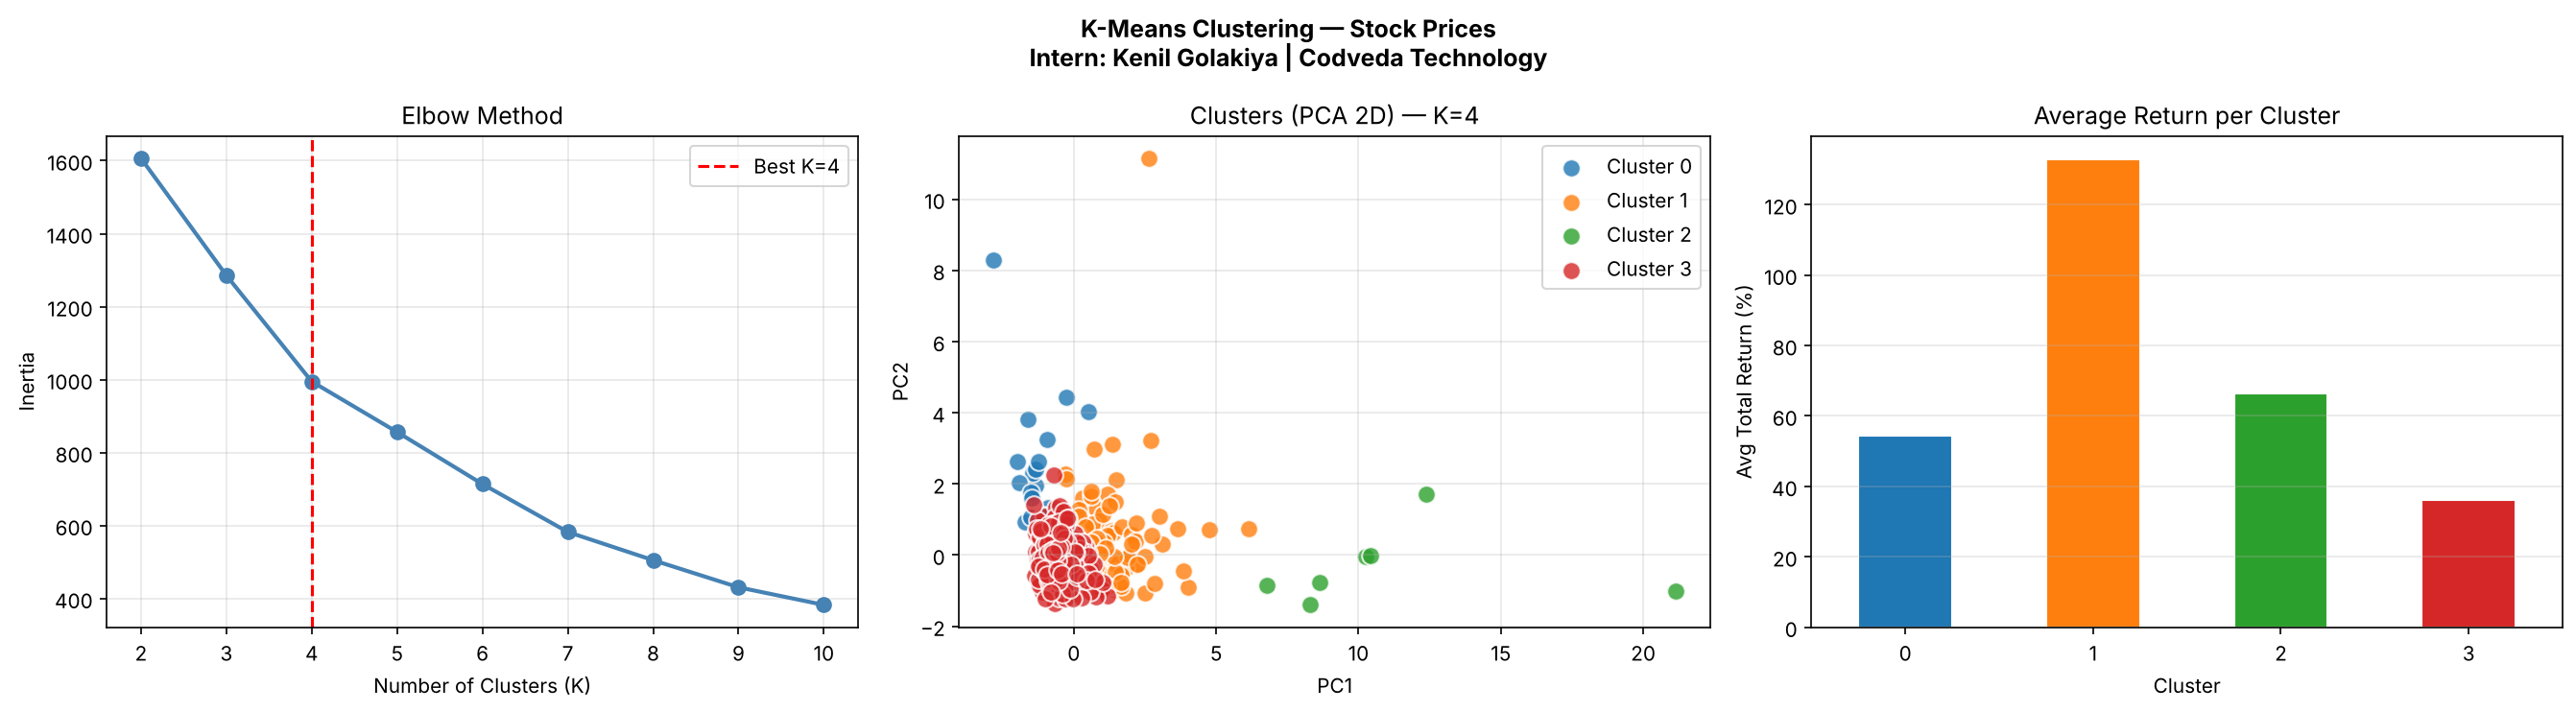 K-Means Clustering — Stock Prices
Intern: Kenil Golakiya | Codveda Technology
Elbow Method
Inertia
1600
1400
1200
1000
800
600
400
2 3 4 5 6 7 8 9 10
Number of Clusters (K)
Best K=4
Clusters (PCA 2D) — K=4
PC2
10
8
6
4
2
0
−2
0 5 10 15 20
PC1
Cluster 0
Cluster 1
Cluster 2
Cluster 3
Average Return per Cluster
Avg Total Return (%)
120
100
80
60
40
20
0
0 1 2 3
Cluster